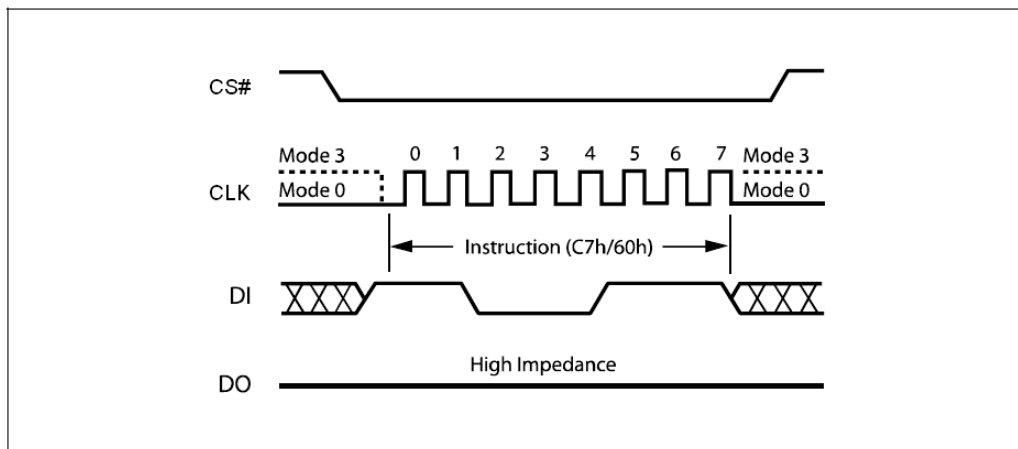 CS#
Mode 3 0 1 2 3 4 5 6 7 Mode 3
CLK Mode 0 Mode 0
Instruction (C7h/60h)
DI
High Impedance
DO